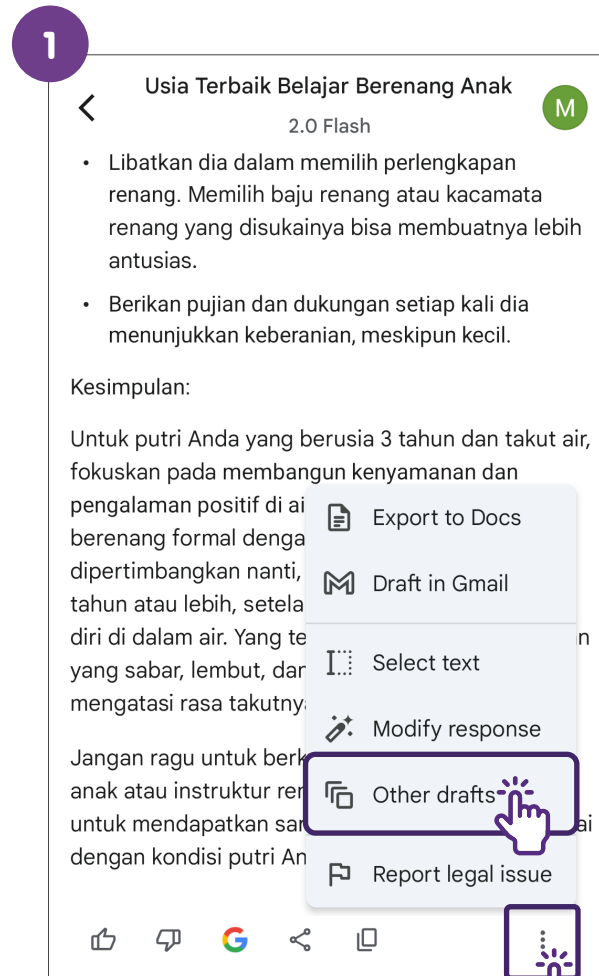 1
Usia Terbaik Belajar Berenang Anak
M
2.0 Flash
• Libatkan dia dalam memilih perlengkapan
renang. Memilih baju renang atau kacamata
renang yang disukainya bisa membuatnya lebih
antusias.
• Berikan pujian dan dukungan setiap kali dia
menunjukkan keberanian, meskipun kecil.
Kesimpulan:
Untuk putri Anda yang berusia 3 tahun dan takut air,
fokuskan pada membangun kenyamanan dan
pengalaman positif di ai
berenang formal denga
dipertimbangkan nanti,
tahun atau lebih, setela
diri di dalam air. Yang te
yang sabar, lembut, dan
mengatasi rasa takutny
Jangan ragu untuk berk
anak atau instruktur ren
untuk mendapatkan sar
dengan kondisi putri An
Export to Docs
Draft in Gmail
Select text
Modify response
Other drafts
Report legal issue